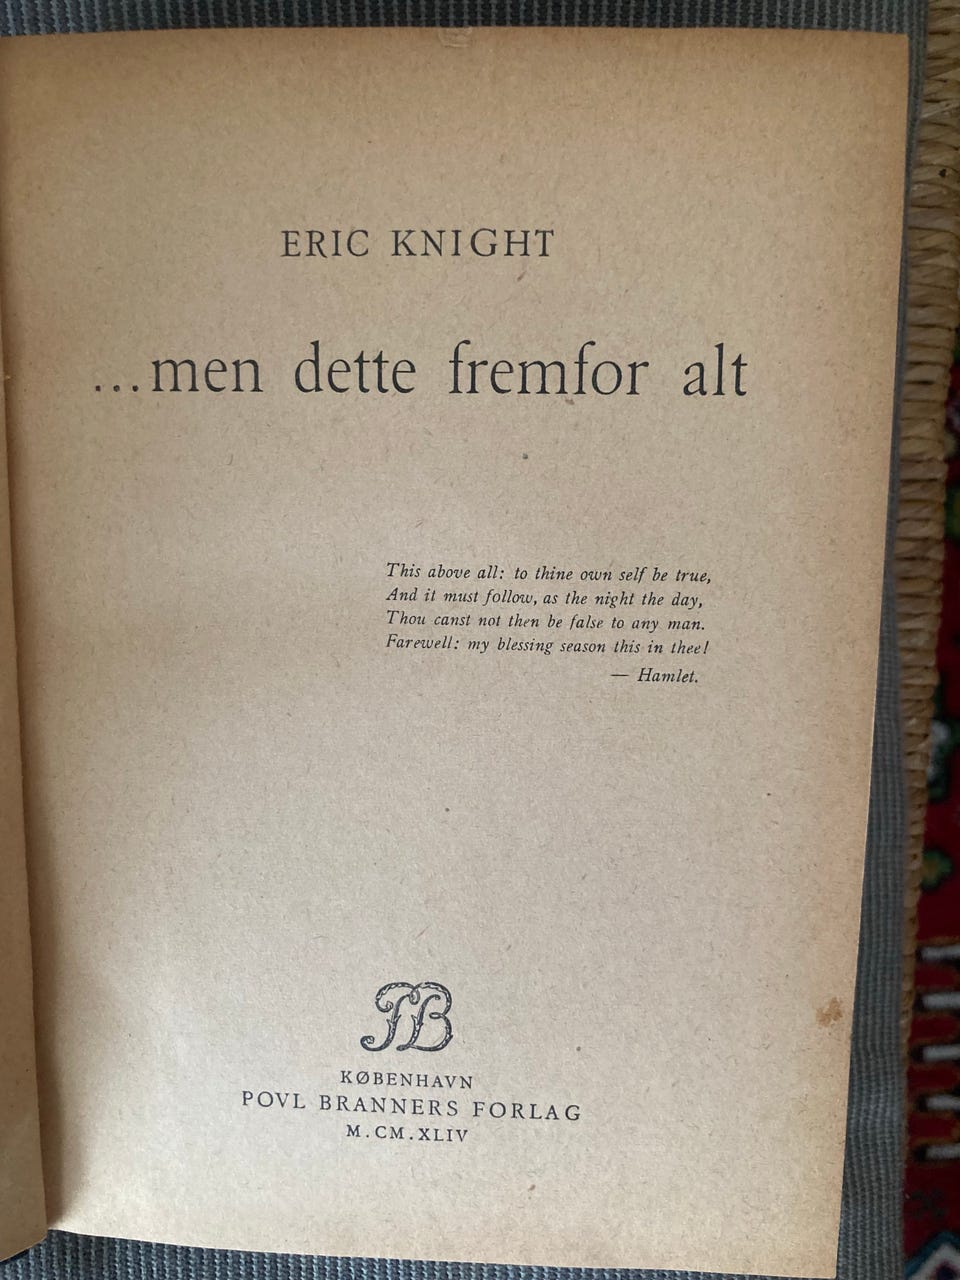 ERIC KNIGHT
...men dette fremfor alt
This above all: to thine own self be true,
And it must follow, as the night the day,
Thou canst not then be false to any man.
Farewell: my blessing season this in thee!
— Hamlet.
PB
KØBENHAVN
POVL BRANNERS FORLAG
M.CM.XLIV